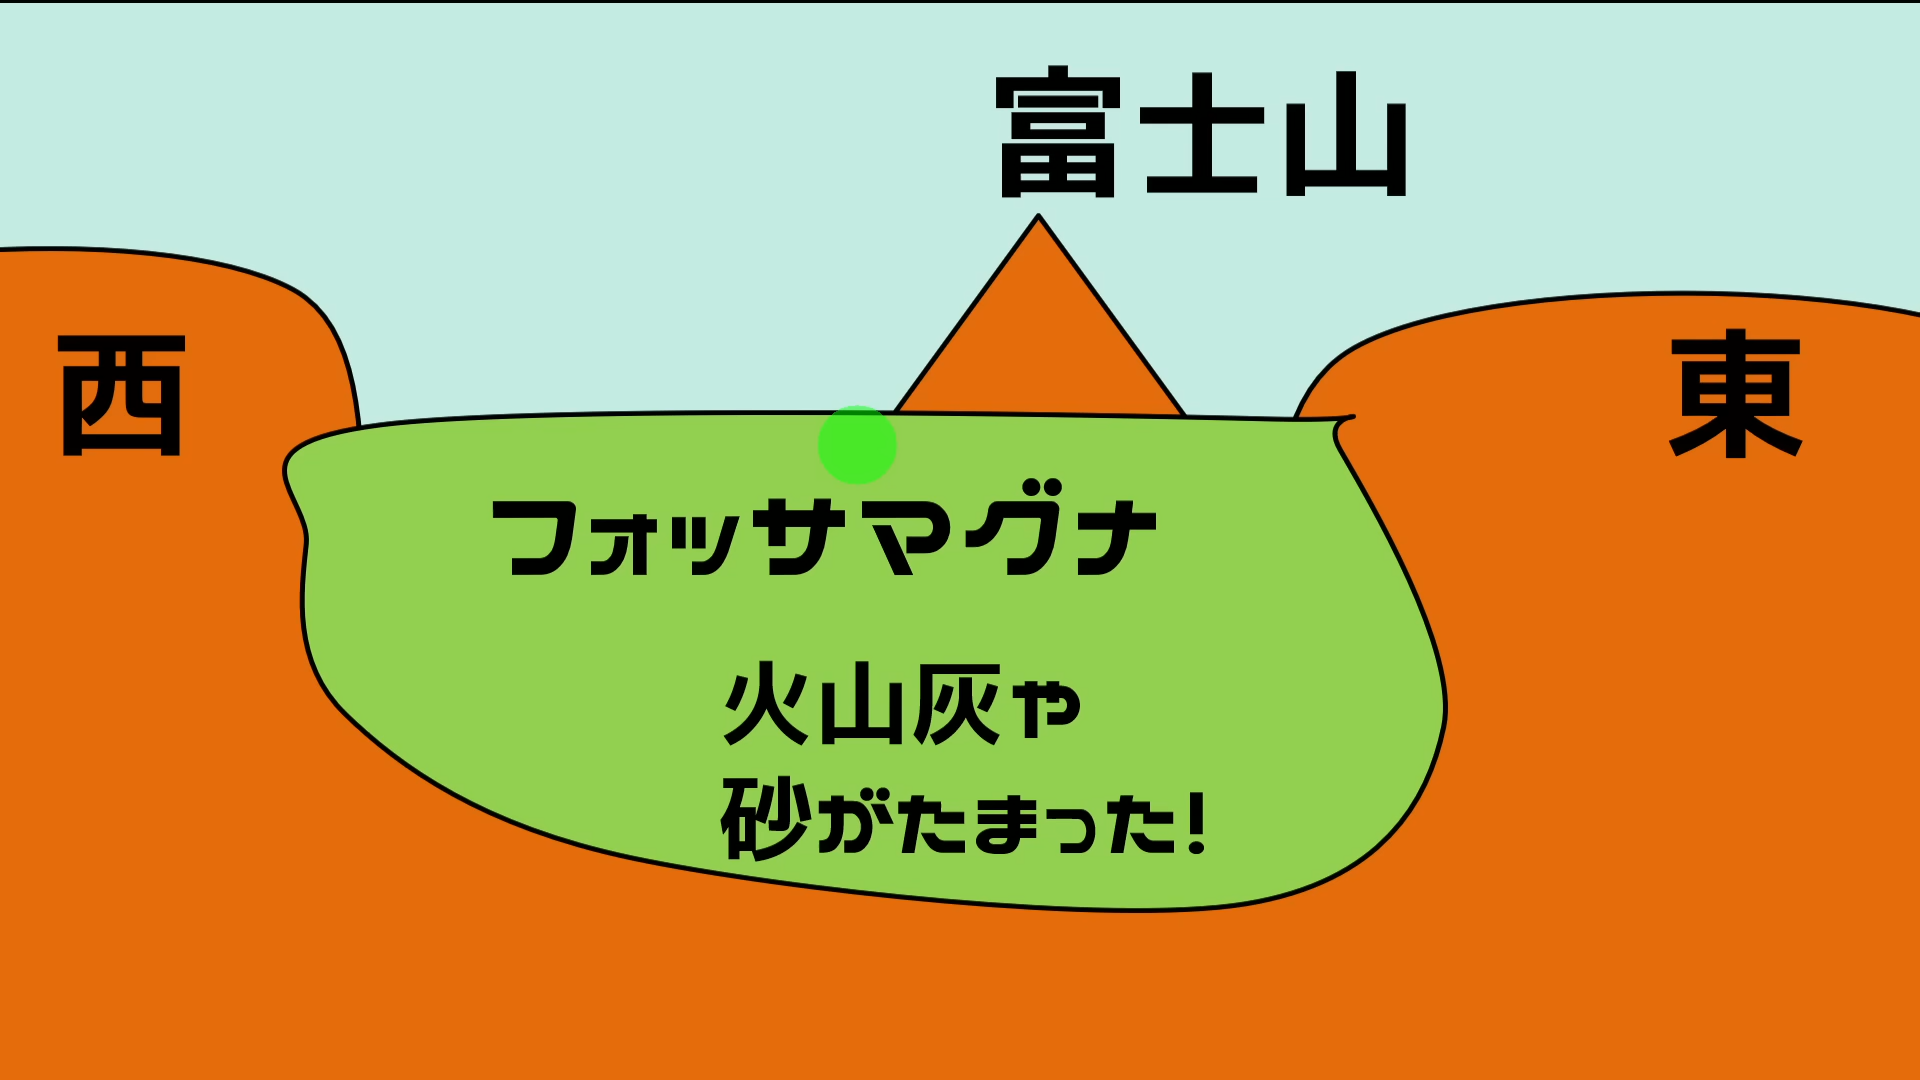 富士山
西
東
フォッサマグナ
火山灰や
砂がたまった!